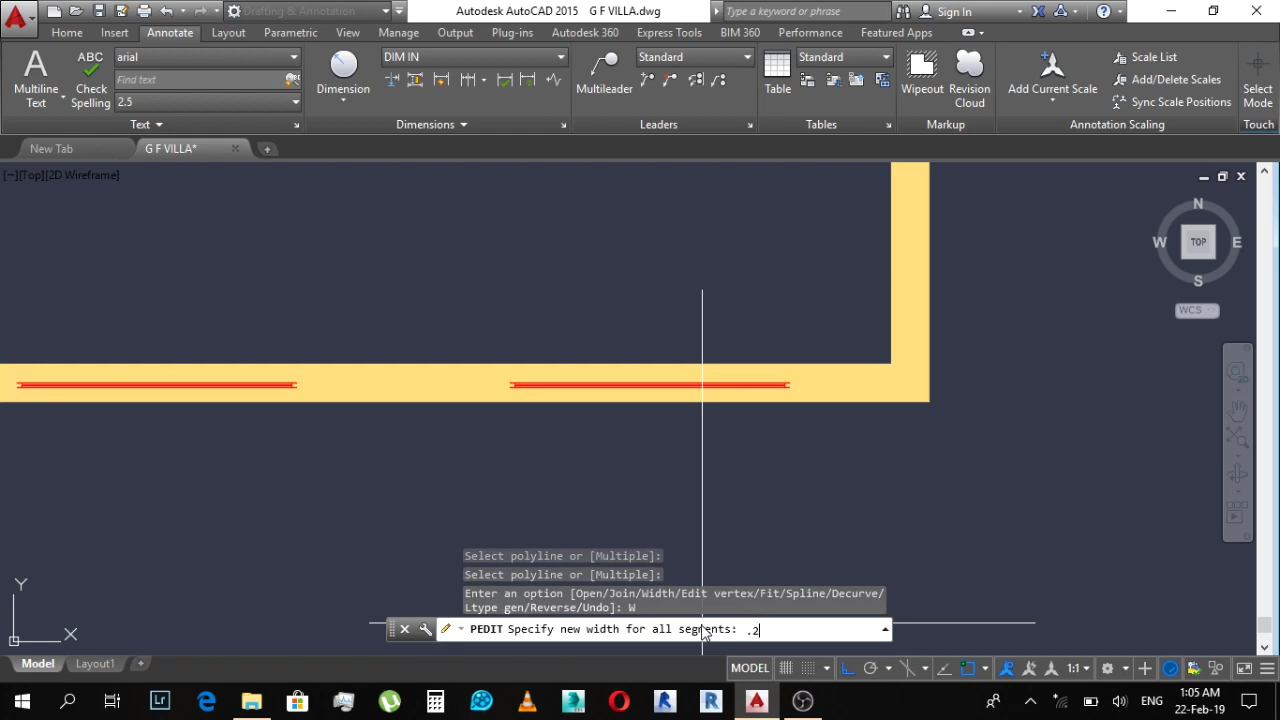 Drafting & Annotation
Autodesk AutoCAD 2015 G F VILLA.dwg
Type a keyword or phrase
Sign In
Home Insert Annotate Layout Parametric View Manage Output Plug-ins Autodesk 360 Express Tools BIM 360 Performance Featured Apps
Multiline Text
ABC Check Spelling
arial
Find text
2.5
Text
Dimension
DIM IN
Dimensions
Multileader
Standard
Leaders
Table
Standard
Tables
Wipeout
Revision Cloud
Markup
Add Current Scale
Scale List
Add/Delete Scales
Sync Scale Positions
Annotation Scaling
Select Mode
Touch
New Tab
G F VILLA*
[−][Top][2D Wireframe]
N
W TOP E
S
WCS
Y
X
Select polyline or [Multiple]:
Select polyline or [Multiple]:
Enter an option [Open/Join/Width/Edit vertex/Fit/Spline/Decurve/
Ltype gen/Reverse/Undo]: W
PEDIT Specify new width for all segments: .2
Model Layout1
MODEL
1:1
ENG
1:05 AM
22-Feb-19